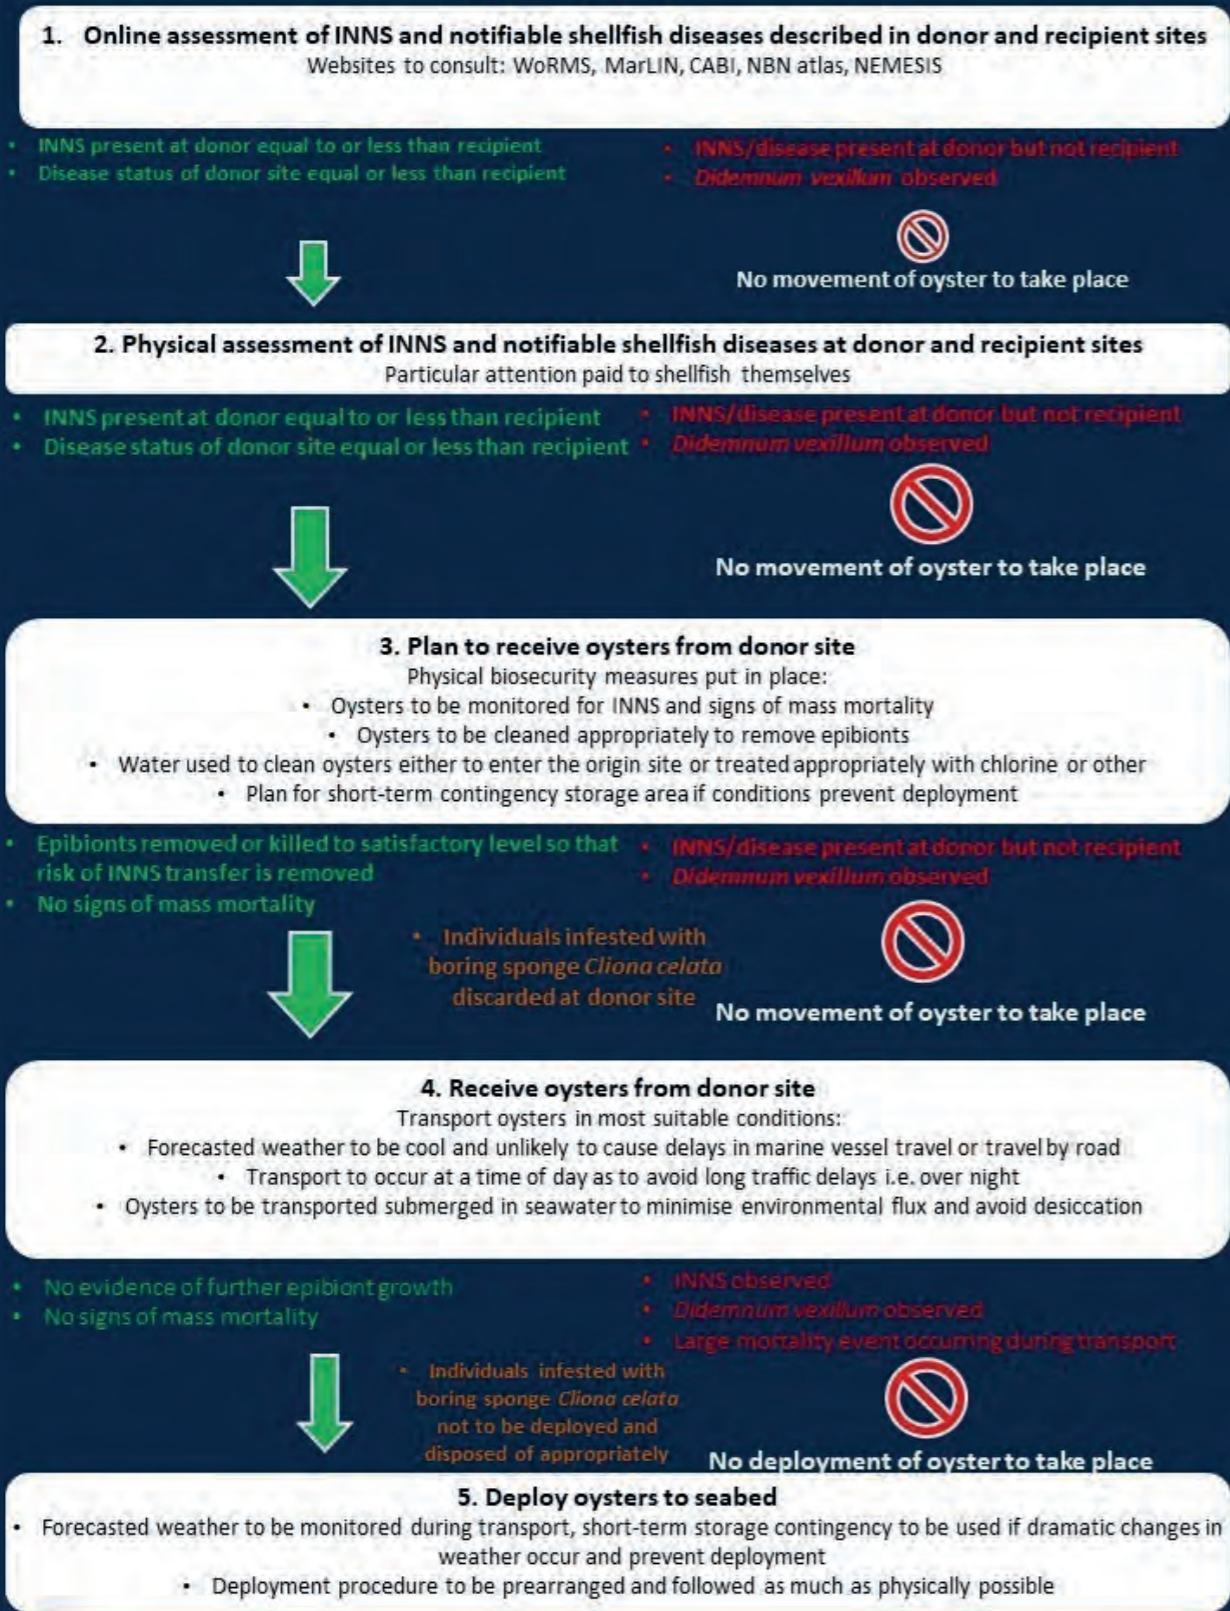 1. Online assessment of INNS and notifiable shellfish diseases described in donor and recipient sites
Websites to consult: WoRMS, MarLIN, CABI, NBN atlas, NEMESIS
• INNS present at donor equal to or less than recipient
• Disease status of donor site equal or less than recipient
• INNS/disease present at donor but not recipient
• Didemnum vexillum observed
No movement of oyster to take place
2. Physical assessment of INNS and notifiable shellfish diseases at donor and recipient sites
Particular attention paid to shellfish themselves
• INNS present at donor equal to or less than recipient
• Disease status of donor site equal or less than recipient
• INNS/disease present at donor but not recipient
• Didemnum vexillum observed
No movement of oyster to take place
3. Plan to receive oysters from donor site
Physical biosecurity measures put in place:
• Oysters to be monitored for INNS and signs of mass mortality
• Oysters to be cleaned appropriately to remove epibionts
• Water used to clean oysters either to enter the origin site or treated appropriately with chlorine or other
• Plan for short-term contingency storage area if conditions prevent deployment
• Epibionts removed or killed to satisfactory level so that
risk of INNS transfer is removed
• No signs of mass mortality
• Individuals infested with
boring sponge Cliona celata
discarded at donor site
• INNS/disease present at donor but not recipient
• Didemnum vexillum observed
No movement of oyster to take place
4. Receive oysters from donor site
Transport oysters in most suitable conditions:
• Forecasted weather to be cool and unlikely to cause delays in marine vessel travel or travel by road
• Transport to occur at a time of day as to avoid long traffic delays i.e. over night
• Oysters to be transported submerged in seawater to minimise environmental flux and avoid desiccation
• No evidence of further epibiont growth
• No signs of mass mortality
• Individuals infested with
boring sponge Cliona celata
not to be deployed and
disposed of appropriately
• INNS observed
• Didemnum vexillum observed
• Large mortality event occurring during transport
No deployment of oyster to take place
5. Deploy oysters to seabed
• Forecasted weather to be monitored during transport, short-term storage contingency to be used if dramatic changes in
weather occur and prevent deployment
• Deployment procedure to be prearranged and followed as much as physically possible